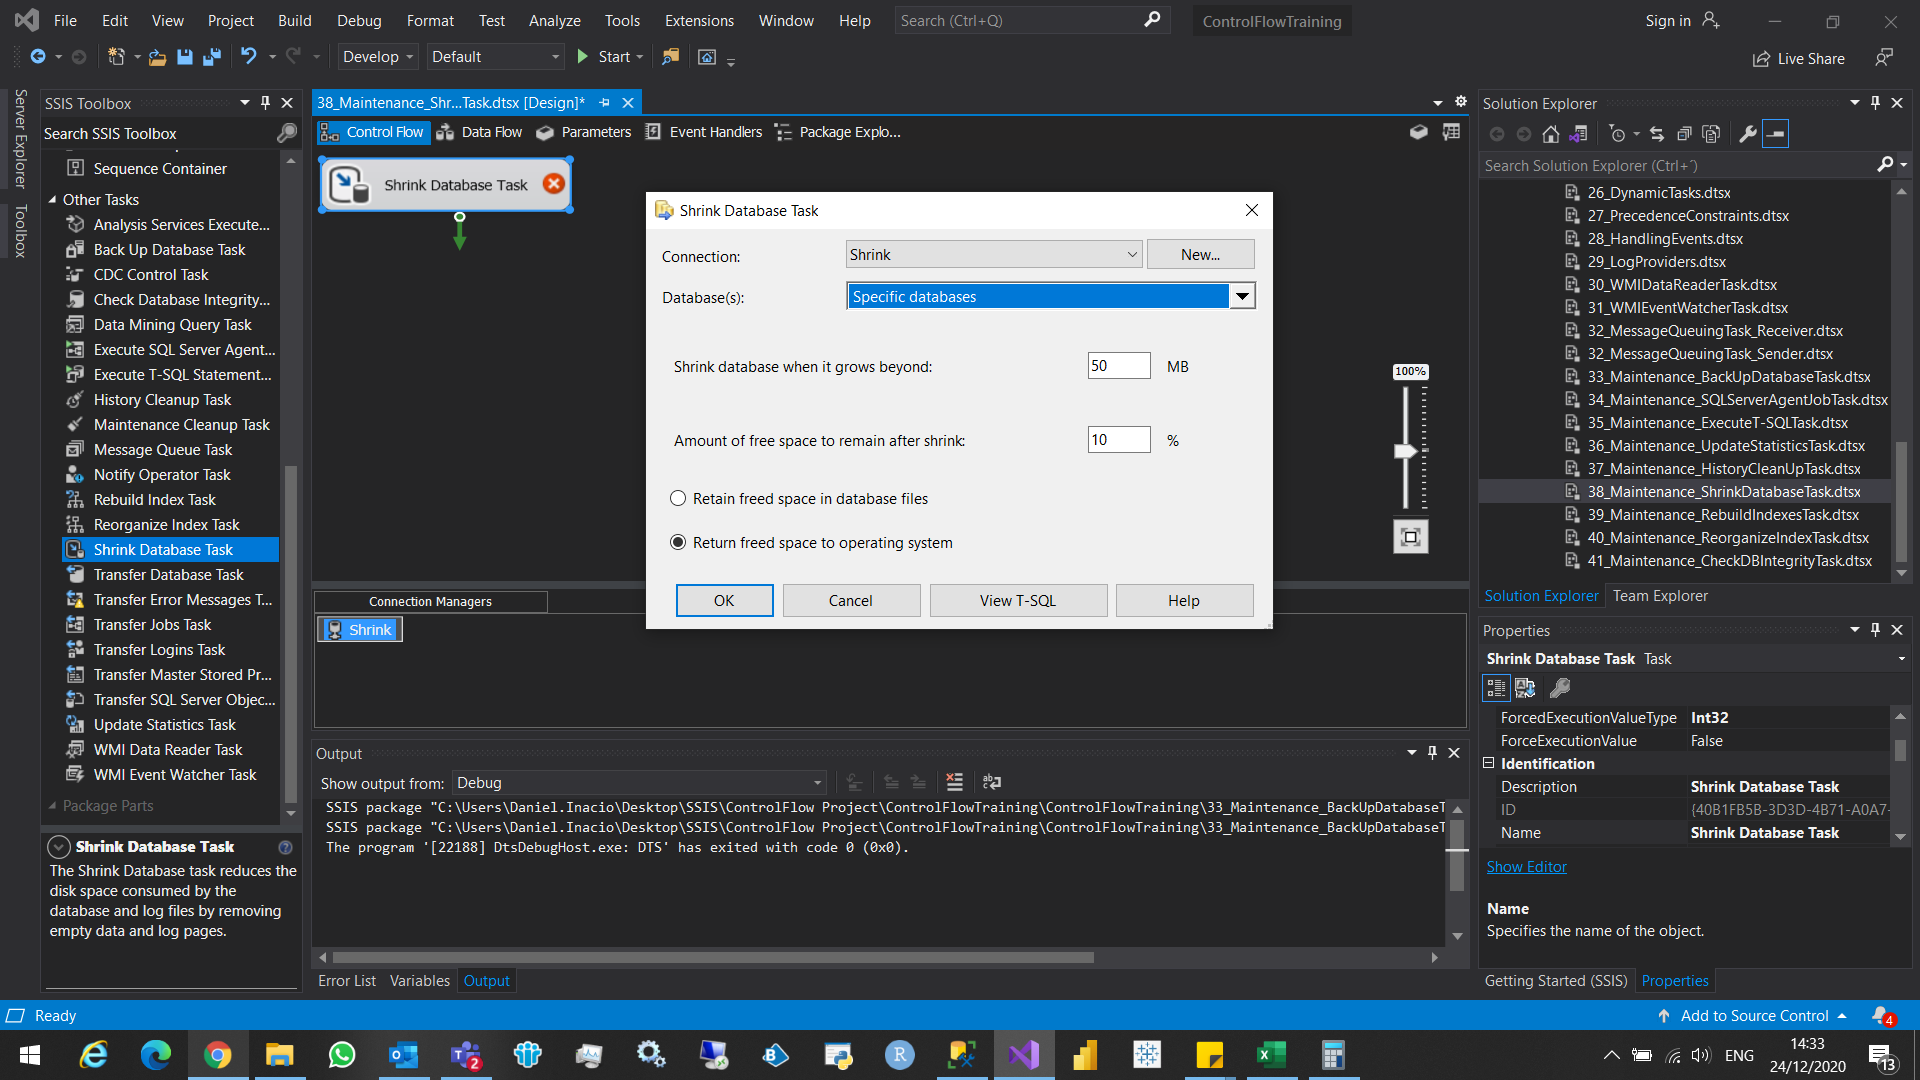 File Edit View Project Build Debug Format Test Analyze Tools Extensions Window Help Search (Ctrl+Q) ControlFlowTraining Sign in
Develop Default Start Live Share
Server Explorer
Toolbox
SSIS Toolbox
Search SSIS Toolbox
Sequence Container
Other Tasks
Analysis Services Execute...
Back Up Database Task
CDC Control Task
Check Database Integrity...
Data Mining Query Task
Execute SQL Server Agent...
Execute T-SQL Statement...
History Cleanup Task
Maintenance Cleanup Task
Message Queue Task
Notify Operator Task
Rebuild Index Task
Reorganize Index Task
Shrink Database Task
Transfer Database Task
Transfer Error Messages T...
Transfer Jobs Task
Transfer Logins Task
Transfer Master Stored Pr...
Transfer SQL Server Objec...
Update Statistics Task
WMI Data Reader Task
WMI Event Watcher Task
Package Parts
Shrink Database Task
The Shrink Database task reduces the
disk space consumed by the
database and log files by removing
empty data and log pages.
38_Maintenance_Shr...Task.dtsx [Design]*
Control Flow Data Flow Parameters Event Handlers Package Explo...
Shrink Database Task
Shrink Database Task
Connection: Shrink New...
Database(s): Specific databases
Shrink database when it grows beyond: 50 MB
Amount of free space to remain after shrink: 10 %
Retain freed space in database files
Return freed space to operating system
OK Cancel View T-SQL Help
100%
Connection Managers
Shrink
Output
Show output from: Debug
SSIS package "C:\Users\Daniel.Inacio\Desktop\SSIS\ControlFlow Project\ControlFlowTraining\ControlFlowTraining\33_Maintenance_BackUpDatabaseT
SSIS package "C:\Users\Daniel.Inacio\Desktop\SSIS\ControlFlow Project\ControlFlowTraining\ControlFlowTraining\33_Maintenance_BackUpDatabaseT
The program '[22188] DtsDebugHost.exe: DTS' has exited with code 0 (0x0).
Error List Variables Output
Solution Explorer
Search Solution Explorer (Ctrl+´)
26_DynamicTasks.dtsx
27_PrecedenceConstraints.dtsx
28_HandlingEvents.dtsx
29_LogProviders.dtsx
30_WMIDataReaderTask.dtsx
31_WMIEventWatcherTask.dtsx
32_MessageQueuingTask_Receiver.dtsx
32_MessageQueuingTask_Sender.dtsx
33_Maintenance_BackUpDatabaseTask.dtsx
34_Maintenance_SQLServerAgentJobTask.dtsx
35_Maintenance_ExecuteT-SQLTask.dtsx
36_Maintenance_UpdateStatisticsTask.dtsx
37_Maintenance_HistoryCleanUpTask.dtsx
38_Maintenance_ShrinkDatabaseTask.dtsx
39_Maintenance_RebuildIndexesTask.dtsx
40_Maintenance_ReorganizeIndexTask.dtsx
41_Maintenance_CheckDBIntegrityTask.dtsx
Solution Explorer Team Explorer
Properties
Shrink Database Task Task
ForcedExecutionValueType Int32
ForceExecutionValue False
Identification
Description Shrink Database Task
ID {40B1FB5B-3D3D-4B71-A0A7-
Name Shrink Database Task
Show Editor
Name
Specifies the name of the object.
Getting Started (SSIS) Properties
Ready Add to Source Control 4
2 ENG 14:33
24/12/2020 13